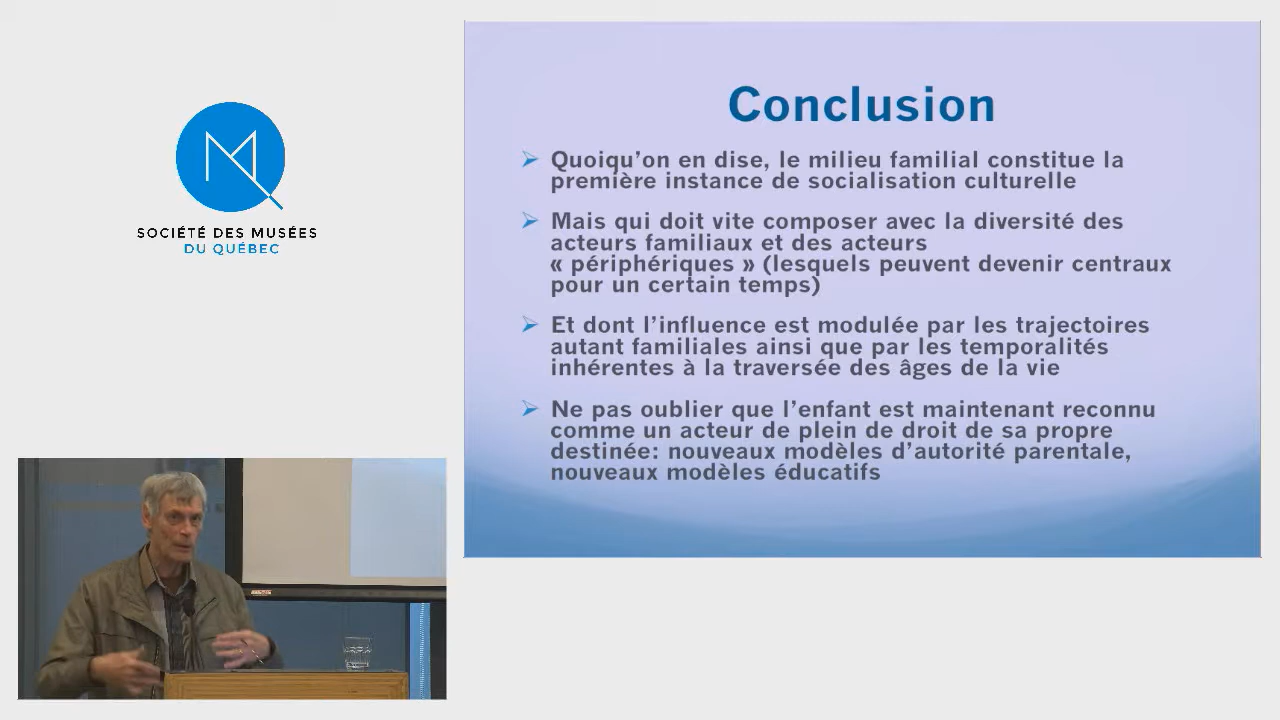 SOCIÉTÉ DES MUSÉES
DU QUÉBEC
Conclusion
Quoiqu’on en dise, le milieu familial constitue la
première instance de socialisation culturelle
Mais qui doit vite composer avec la diversité des
acteurs familiaux et des acteurs
« périphériques » (lesquels peuvent devenir centraux
pour un certain temps)
Et dont l’influence est modulée par les trajectoires
autant familiales ainsi que par les temporalités
inhérentes à la traversée des âges de la vie
Ne pas oublier que l’enfant est maintenant reconnu
comme un acteur de plein de droit de sa propre
destinée: nouveaux modèles d’autorité parentale,
nouveaux modèles éducatifs